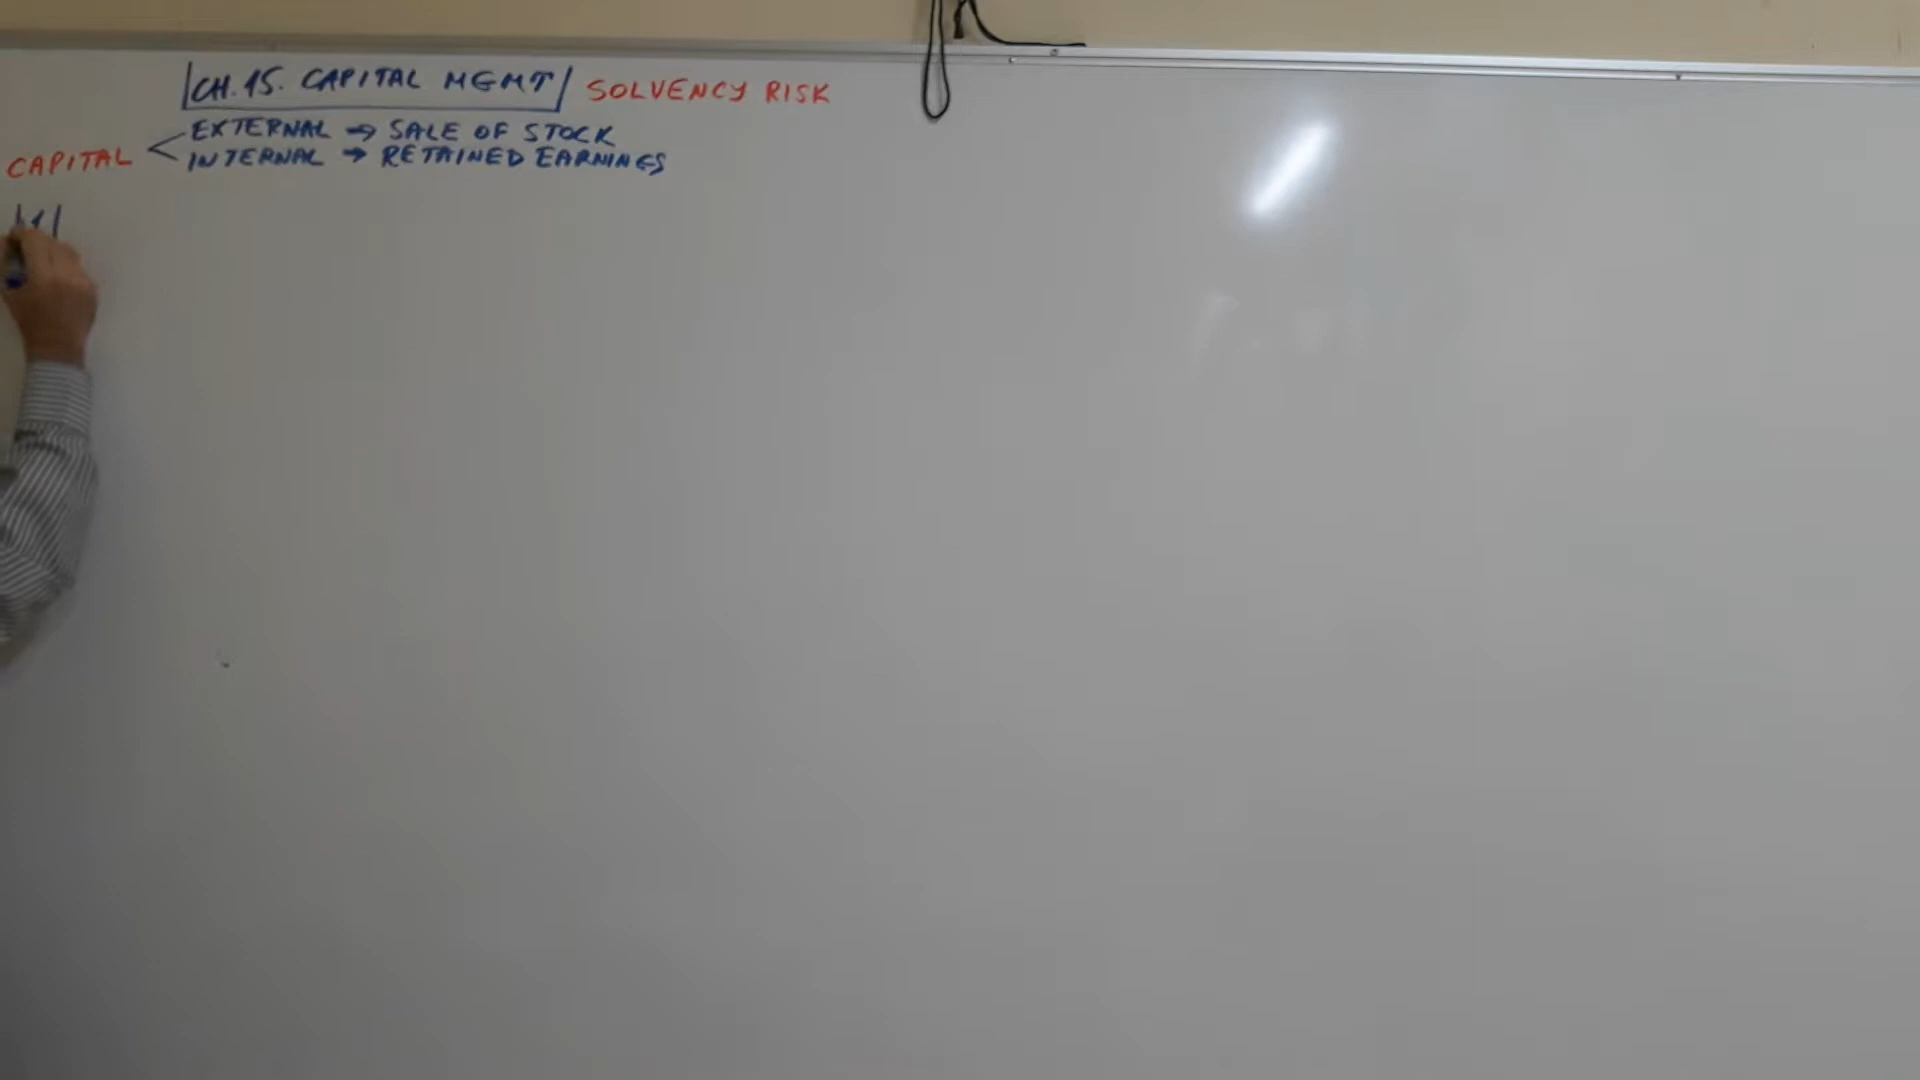 CH. 15. CAPITAL MGMT SOLVENCY RISK
CAPITAL < EXTERNAL → SALE OF STOCK
INTERNAL → RETAINED EARNINGS